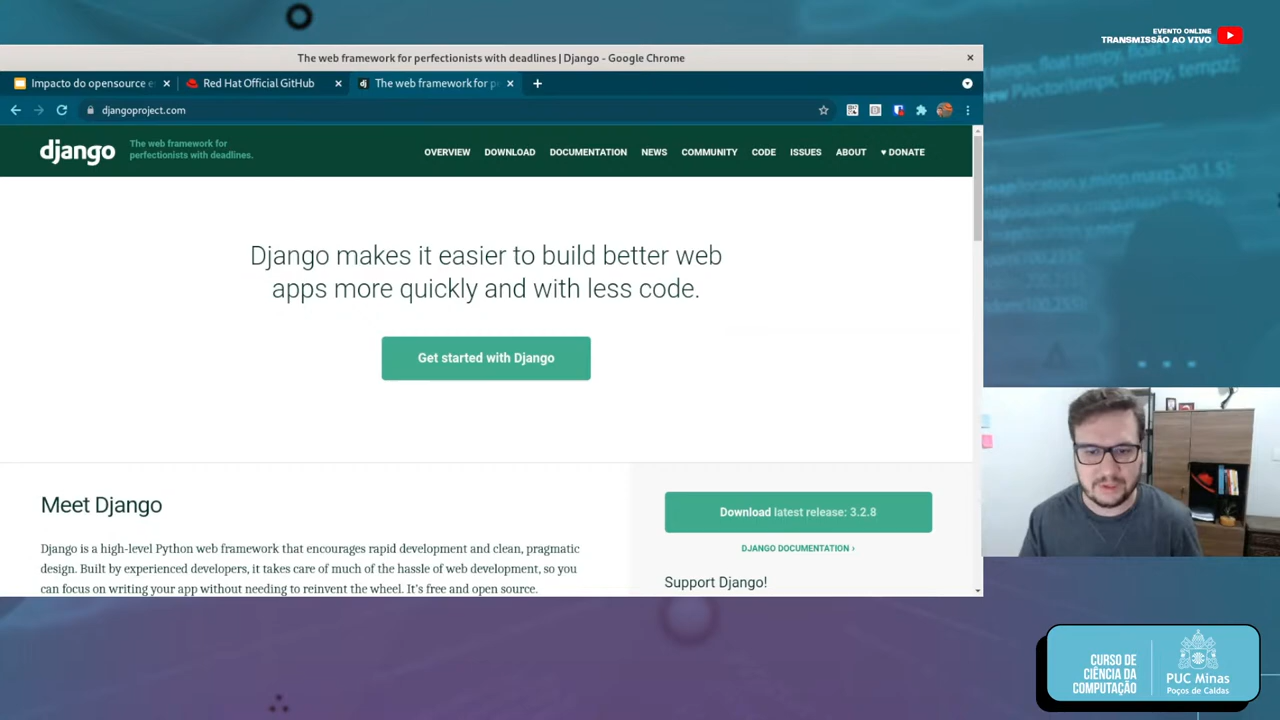 EVENTO ONLINE
TRANSMISSÃO AO VIVO
The web framework for perfectionists with deadlines | Django - Google Chrome
Impacto do opensource e
Red Hat Official GitHub
The web framework for p
djangoproject.com
django
The web framework for
perfectionists with deadlines.
OVERVIEW DOWNLOAD DOCUMENTATION NEWS COMMUNITY CODE ISSUES ABOUT ♥ DONATE
Django makes it easier to build better web
apps more quickly and with less code.
Get started with Django
Meet Django
Django is a high-level Python web framework that encourages rapid development and clean, pragmatic
design. Built by experienced developers, it takes care of much of the hassle of web development, so you
can focus on writing your app without needing to reinvent the wheel. It's free and open source.
Download latest release: 3.2.8
DJANGO DOCUMENTATION ›
Support Django!
CURSO DE
CIÊNCIA DA
COMPUTAÇÃO
PUC Minas
Poços de Caldas